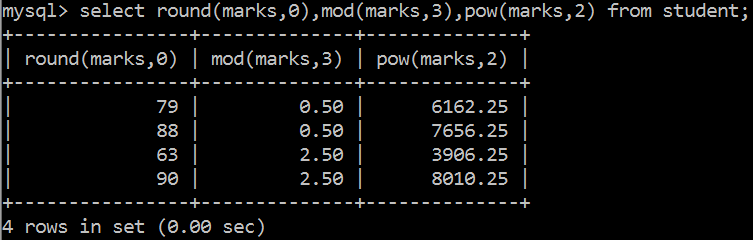 mysql> select round(marks,0),mod(marks,3),pow(marks,2) from student;
+----------------+--------------+--------------+
| round(marks,0) | mod(marks,3) | pow(marks,2) |
+----------------+--------------+--------------+
|             79 |         0.50 |      6162.25 |
|             88 |         0.50 |      7656.25 |
|             63 |         2.50 |      3906.25 |
|             90 |         2.50 |      8010.25 |
+----------------+--------------+--------------+
4 rows in set (0.00 sec)